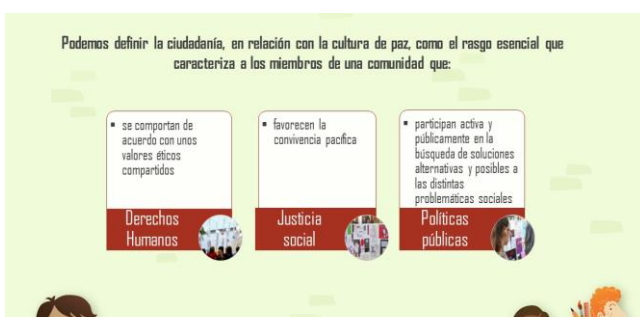 Podemos definir la ciudadanía, en relación con la cultura de paz, como el rasgo esencial que
caracteriza a los miembros de una comunidad que:
▪ se comportan de
acuerdo con unos
valores éticos
compartidos
Derechos
Humanos
▪ favorecen la
convivencia pacífica
Justicia
social
▪ participan activa y
públicamente en la
búsqueda de soluciones
alternativas y posibles a
las distintas
problemáticas sociales
Políticas
públicas